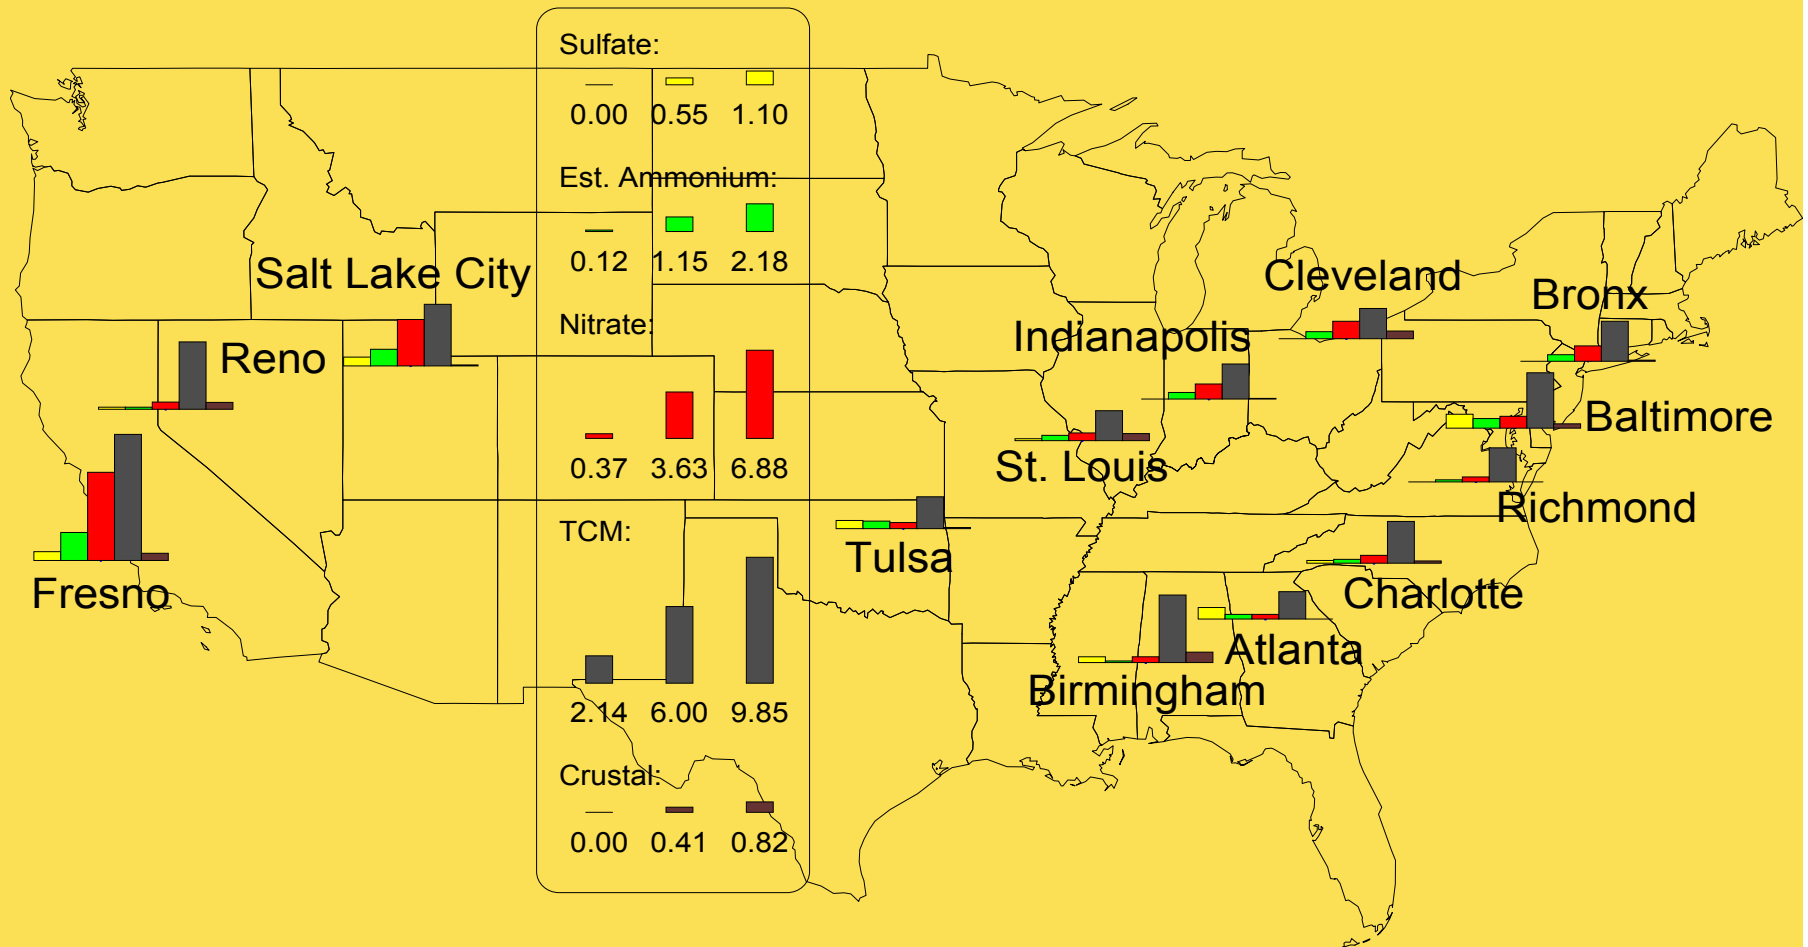 Sulfate:
0.00 0.55 1.10
Est. Ammonium:
0.12 1.15 2.18
Nitrate:
0.37 3.63 6.88
TCM:
2.14 6.00 9.85
Crustal:
0.00 0.41 0.82
Salt Lake City
Reno
Fresno
Tulsa
St. Louis
Indianapolis
Cleveland
Bronx
Baltimore
Richmond
Charlotte
Atlanta
Birmingham